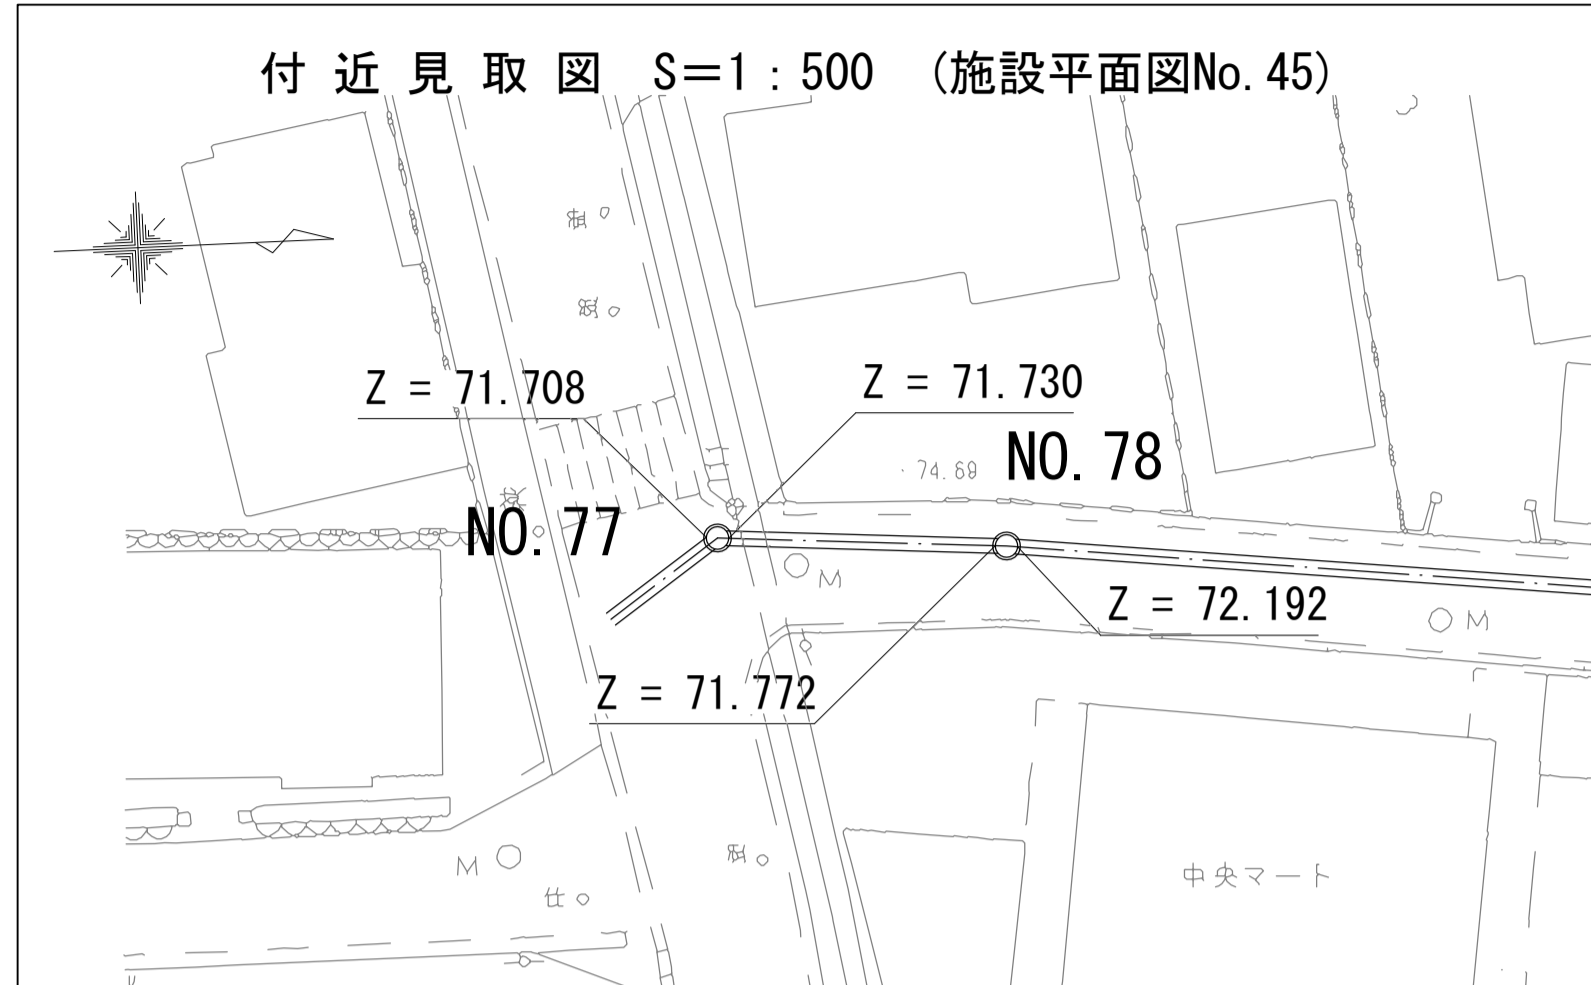 付近見取図 S=1:500 (施設平面図No.45)
Z = 71.708
Z = 71.730
74.69
NO.78
NO.77
M
Z = 72.192
M
Z = 71.772
M
仕
中央マート